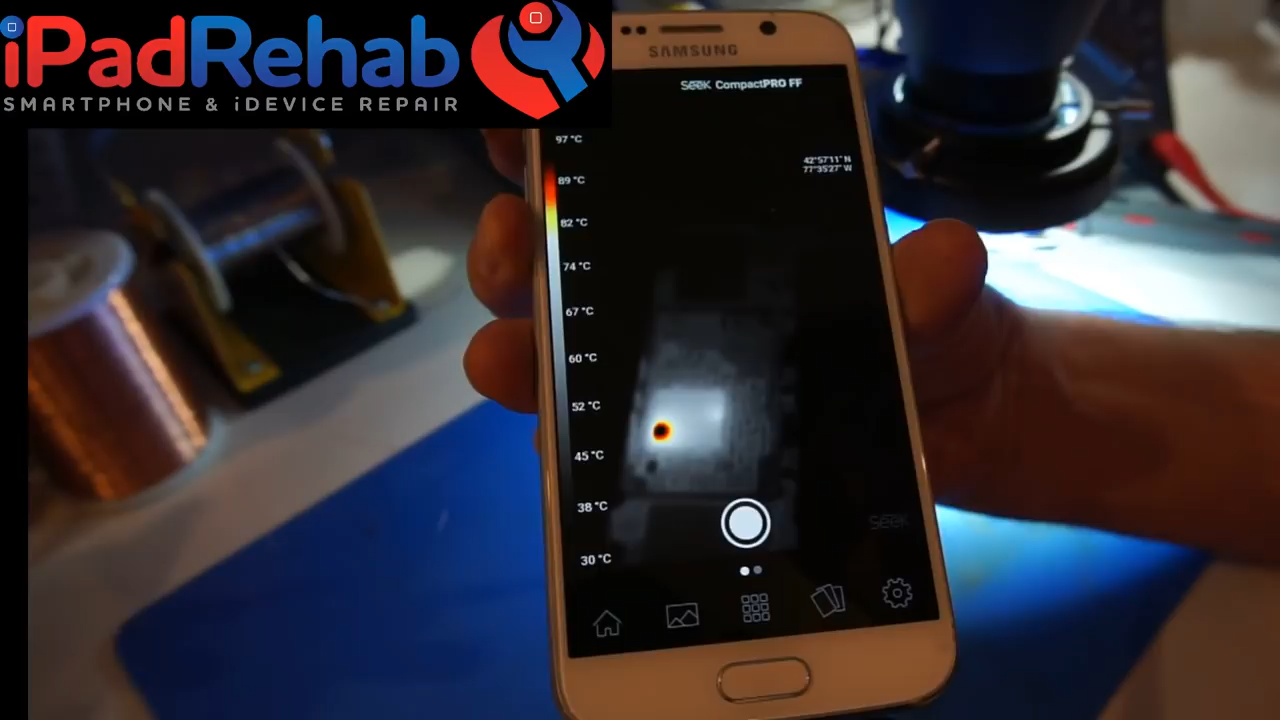 iPadRehab
SMARTPHONE & iDEVICE REPAIR
SAMSUNG
Seek CompactPRO FF
42°57'11" N
77°35'27" W
97 °C
89 °C
82 °C
74 °C
67 °C
60 °C
52 °C
45 °C
38 °C
30 °C
Seek